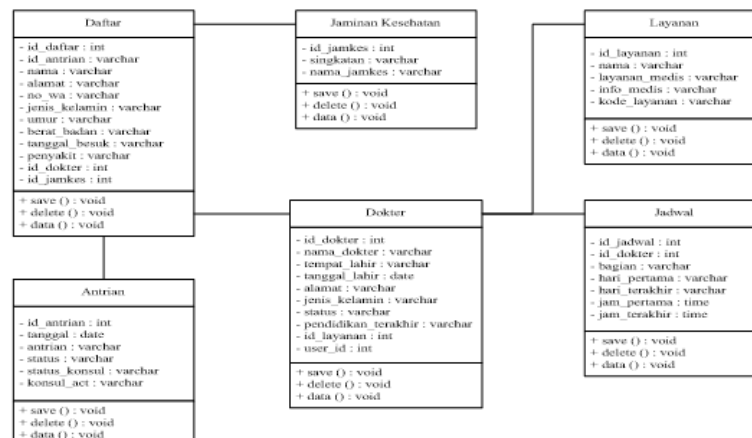 Daftar
- id_daftar : int
- id_antrian : varchar
- nama : varchar
- alamat : varchar
- no_wa : varchar
- jenis_kelamin : varchar
- umur : varchar
- berat_badan : varchar
- tanggal_besuk : varchar
- penyakit : varchar
- id_dokter : int
- id_jamkes : int
+ save () : void
+ delete () : void
+ data () : void
Jaminan Kesehatan
- id_jamkes : int
- singkatan : varchar
- nama_jamkes : varchar
+ save () : void
+ delete () : void
+ data () : void
Layanan
- id_layanan : int
- nama : varchar
- layanan_medis : varchar
- info_medis : varchar
- kode_layanan : varchar
+ save () : void
+ delete () : void
+ data () : void
Dokter
- id_dokter : int
- nama_dokter : varchar
- tempat_lahir : varchar
- tanggal_lahir : date
- alamat : varchar
- jenis_kelamin : varchar
- status : varchar
- pendidikan_terakhir : varchar
- id_layanan : int
- user_id : int
+ save () : void
+ delete () : void
+ data () : void
Jadwal
- id_jadwal : int
- id_dokter : int
- bagian : varchar
- hari_pertama : varchar
- hari_terakhir : varchar
- jam_pertama : time
- jam_terakhir : time
+ save () : void
+ delete () : void
+ data () : void
Antrian
- id_antrian : int
- tanggal : date
- antrian : varchar
- status : varchar
- status_konsul : varchar
- konsul_act : varchar
+ save () : void
+ delete () : void
+ data () : void